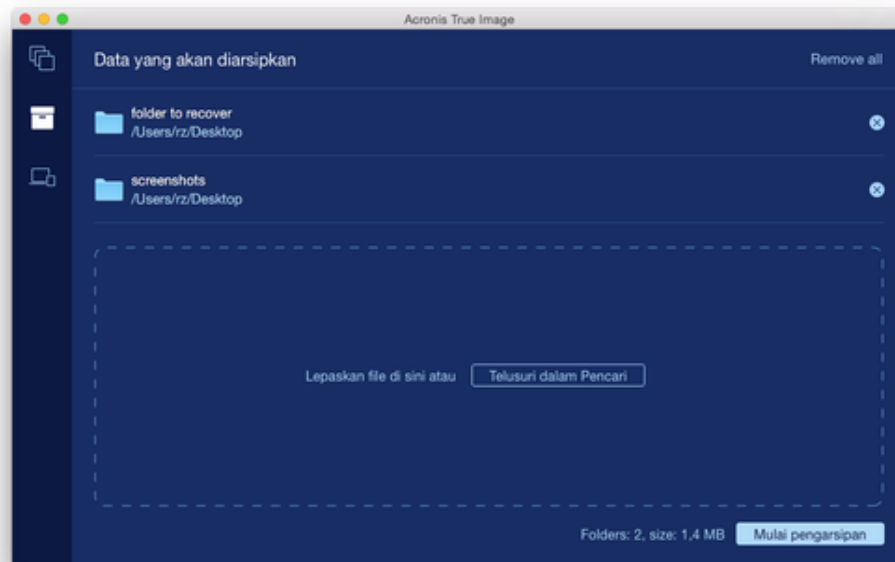 Acronis True Image
Data yang akan diarsipkan
Remove all
folder to recover
/Users/rz/Desktop
screenshots
/Users/rz/Desktop
Lepaskan file di sini atau
Telusuri dalam Pencari
Folders: 2, size: 1,4 MB
Mulai pengarsipan